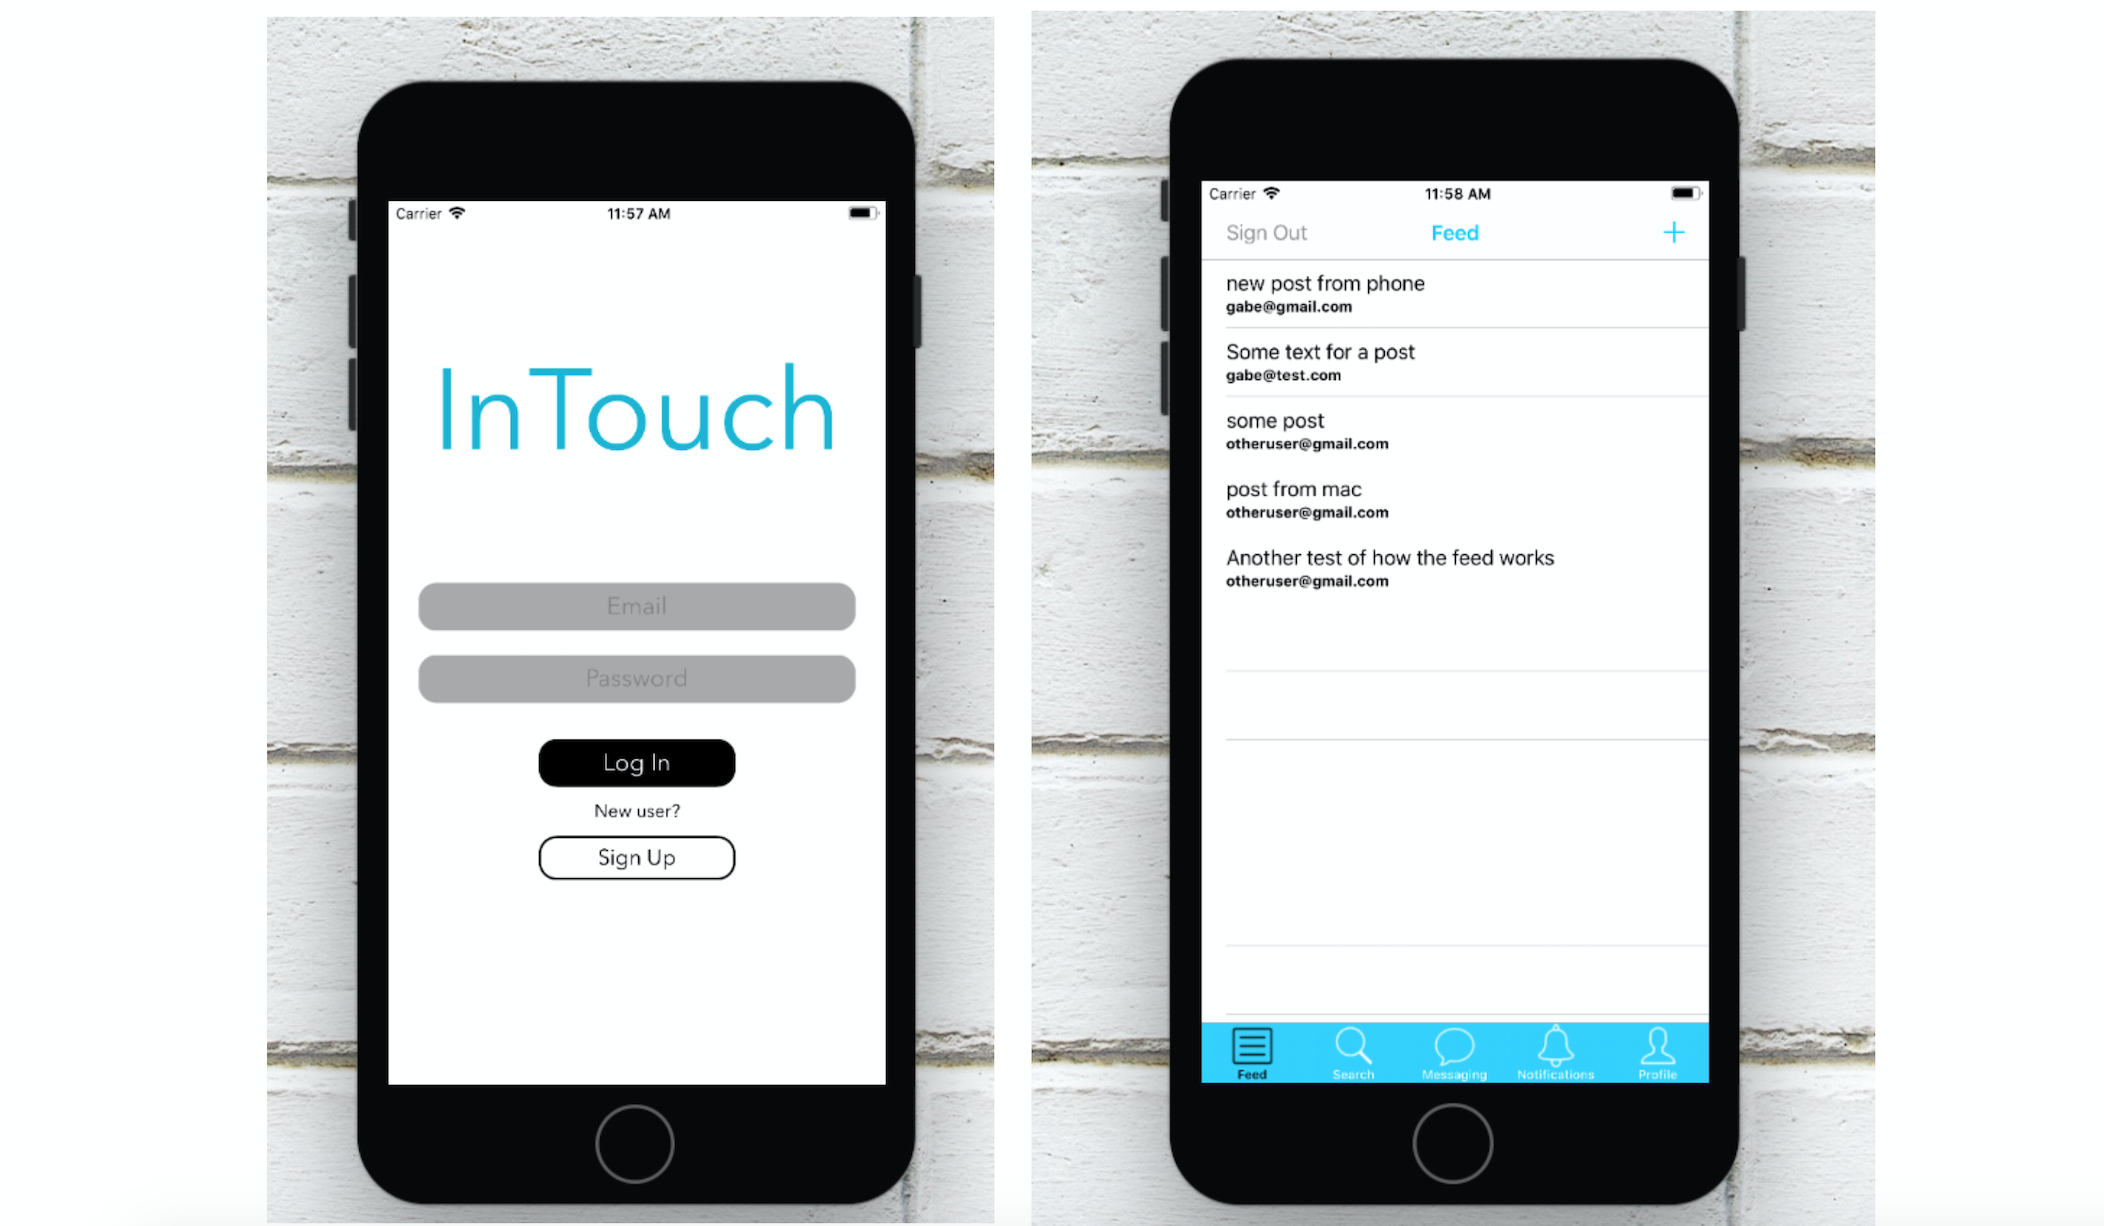 Carrier 11:57 AM
InTouch
Email
Password
Log In
New user?
Sign Up
Carrier 11:58 AM
Sign Out Feed +
new post from phone
gabe@gmail.com
Some text for a post
gabe@test.com
some post
otheruser@gmail.com
post from mac
otheruser@gmail.com
Another test of how the feed works
otheruser@gmail.com
Feed Search Messaging Notifications Profile